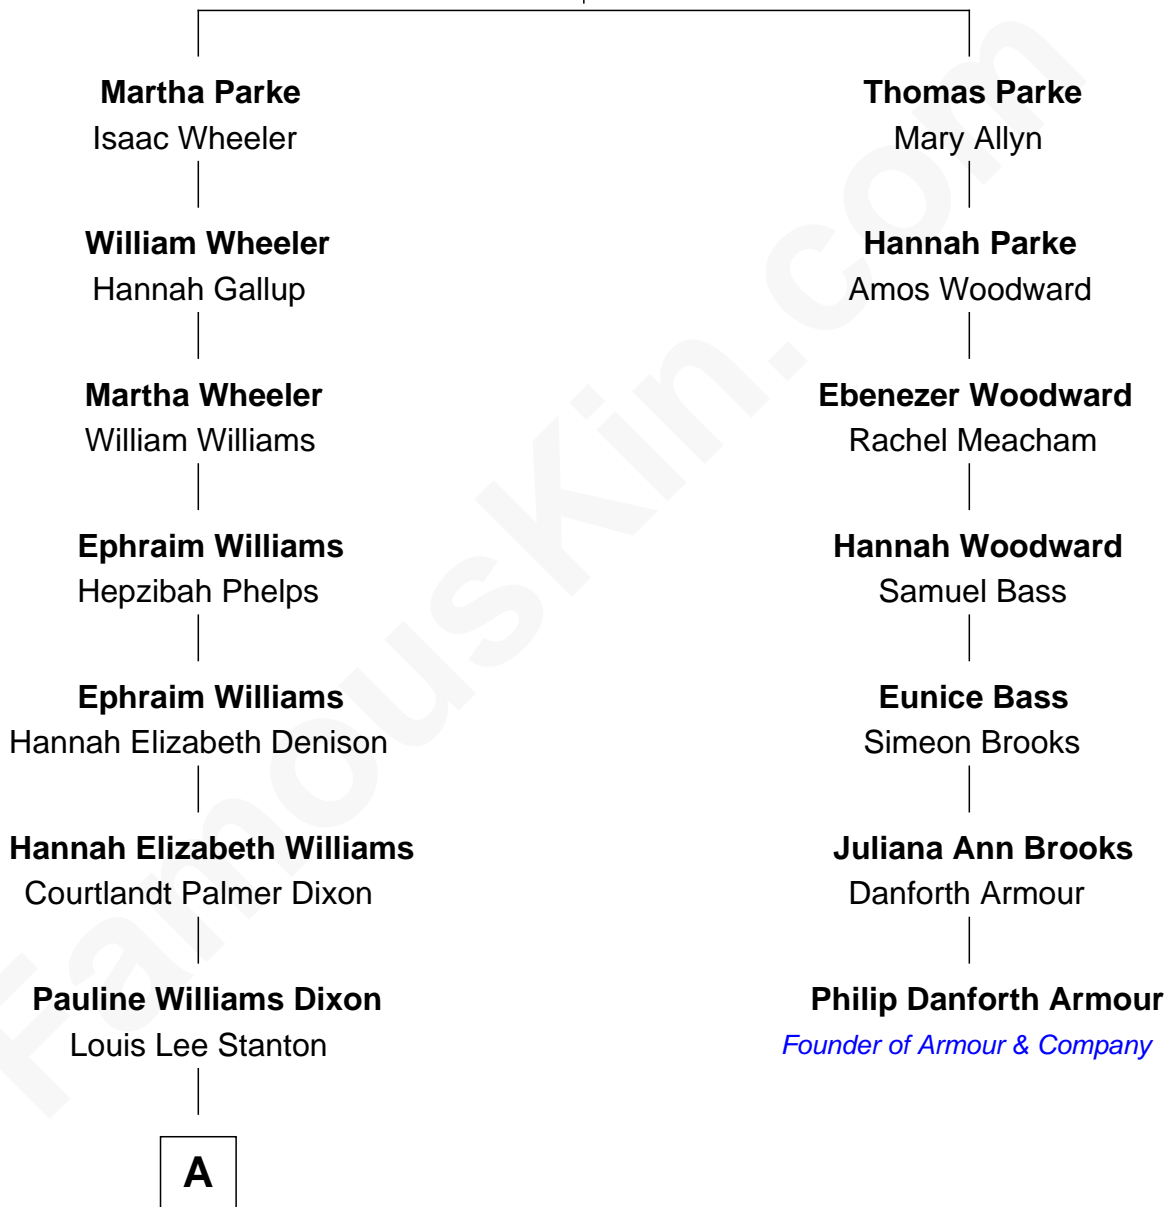 Martha Parke
Isaac Wheeler
William Wheeler
Hannah Gallup
Martha Wheeler
William Williams
Ephraim Williams
Hepzibah Phelps
Ephraim Williams
Hannah Elizabeth Denison
Hannah Elizabeth Williams
Courtlandt Palmer Dixon
Pauline Williams Dixon
Louis Lee Stanton
A
Thomas Parke
Mary Allyn
Hannah Parke
Amos Woodward
Ebenezer Woodward
Rachel Meacham
Hannah Woodward
Samuel Bass
Eunice Bass
Simeon Brooks
Juliana Ann Brooks
Danforth Armour
Philip Danforth Armour
Founder of Armour & Company
FamousKin.com